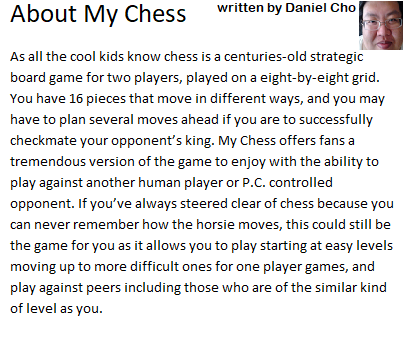 About My Chess
written by Daniel Cho
As all the cool kids know chess is a centuries-old strategic
board game for two players, played on a eight-by-eight grid.
You have 16 pieces that move in different ways, and you may
have to plan several moves ahead if you are to successfully
checkmate your opponent’s king. My Chess offers fans a
tremendous version of the game to enjoy with the ability to
play against another human player or P.C. controlled
opponent. If you’ve always steered clear of chess because you
can never remember how the horsie moves, this could still be
the game for you as it allows you to play starting at easy levels
moving up to more difficult ones for one player games, and
play against peers including those who are of the similar kind
of level as you.